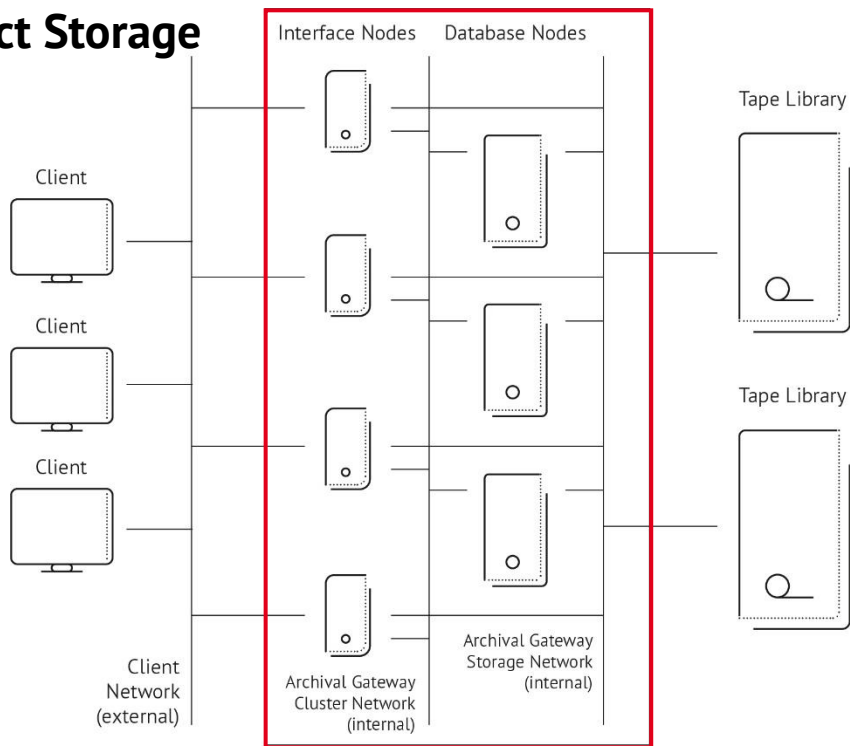 ct Storage
Interface Nodes
Database Nodes
Tape Library
Client
Client
Tape Library
Client
Client
Network
(external)
Archival Gateway
Cluster Network
(internal)
Archival Gateway
Storage Network
(internal)